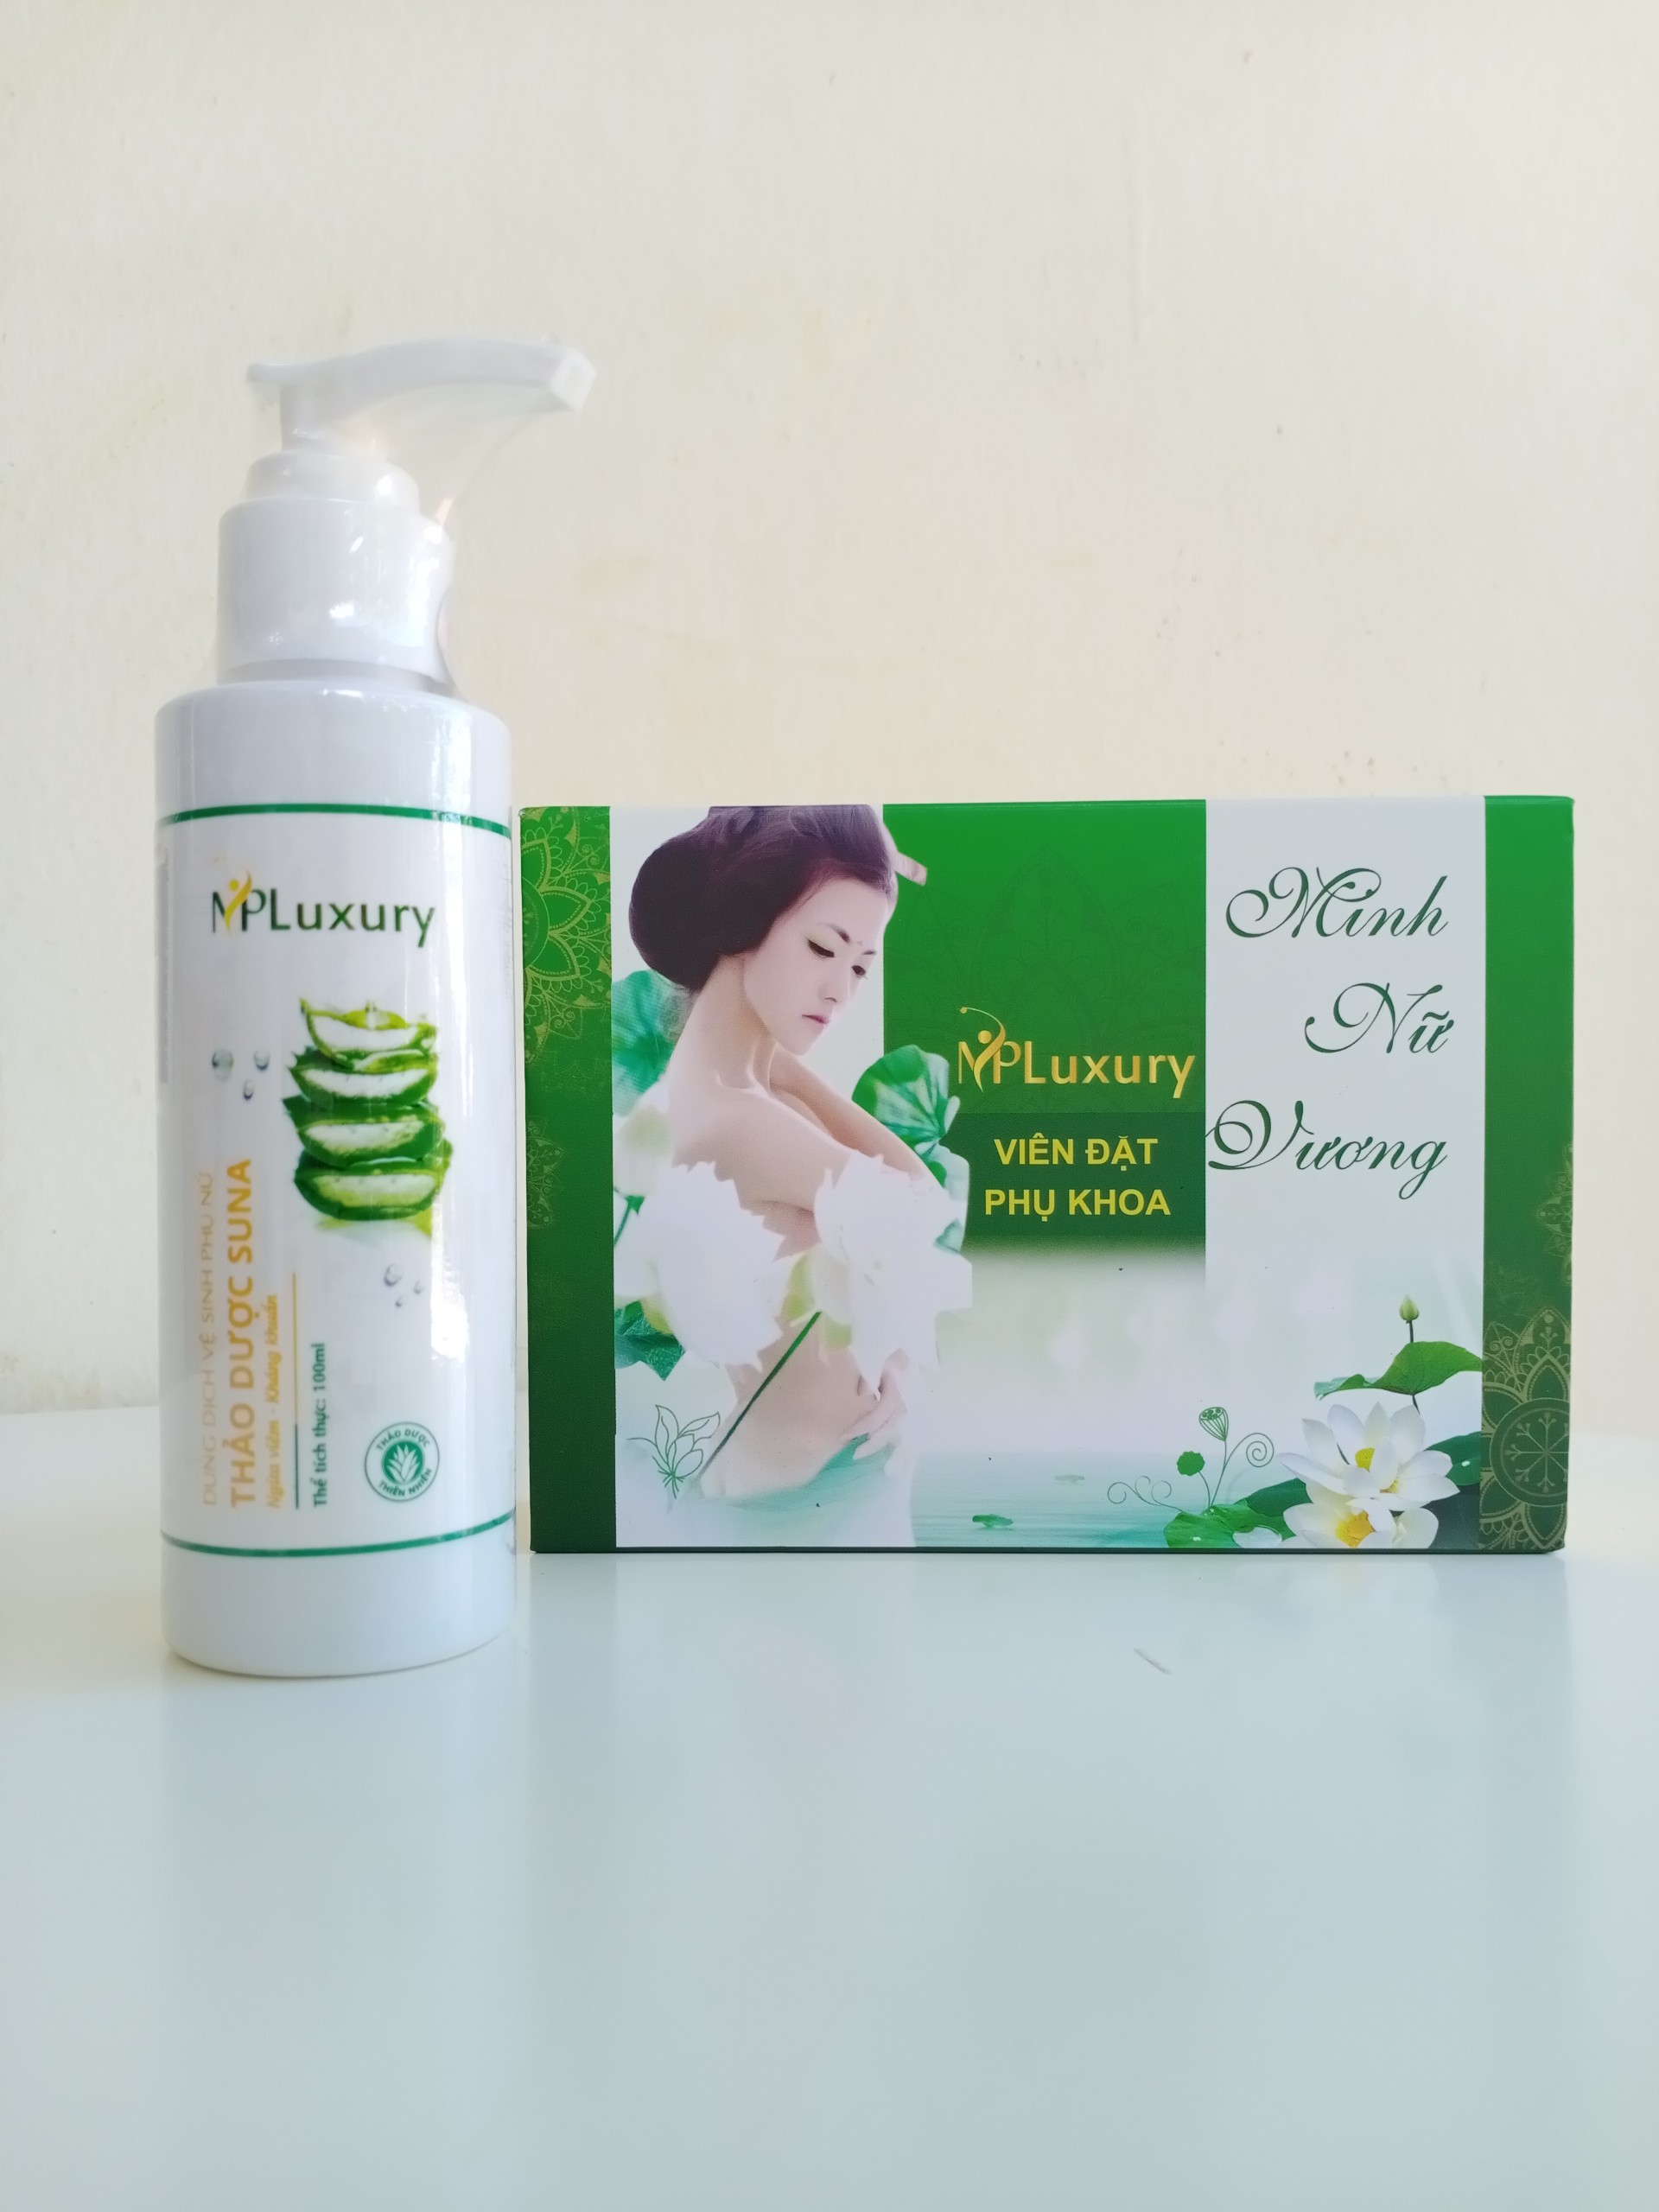 MPLuxury
DUNG DỊCH VỆ SINH PHỤ NỮ
THẢO DƯỢC SUNA
Ngừa viêm - Kháng khuẩn
Thể tích thực: 100ml
THẢO DƯỢC
THIÊN NHIÊN
MPLuxury
VIÊN ĐẶT
PHỤ KHOA
Minh
Nữ
Vương